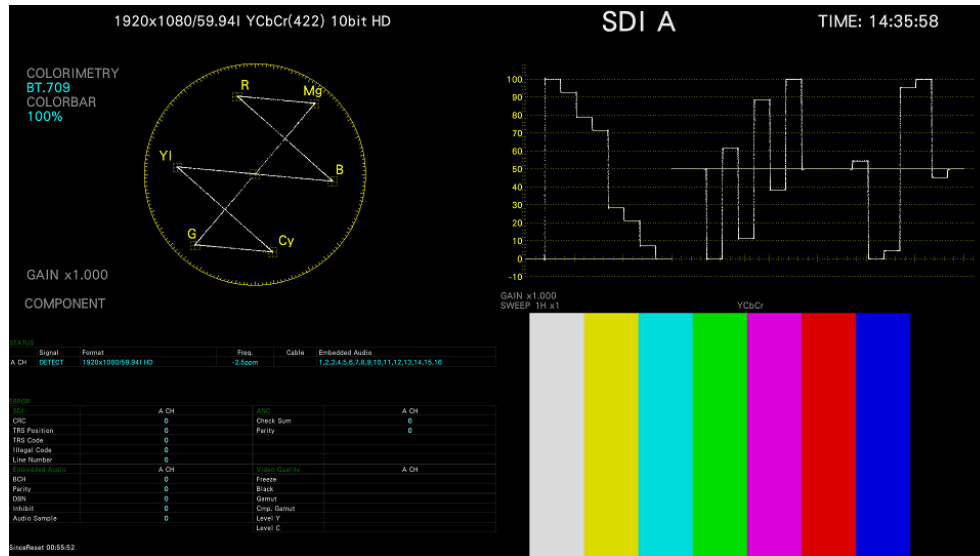 1920x1080/59.94I YCbCr(422) 10bit HD
SDI A
TIME: 14:35:58
COLORIMETRY
BT.709
COLORBAR
100%
R
Mg
Yl
B
G
Cy
GAIN x1.000
COMPONENT
100
90
80
70
60
50
40
30
20
10
0
-10
GAIN x1.000
SWEEP 1H x1
YCbCr
STATUS
Signal Format Freq. Cable Embedded Audio
A CH DETECT 1920x1080/59.94I HD -2.5ppm 1,2,3,4,5,6,7,8,9,10,11,12,13,14,15,16
ERROR
SDI A CH ANC A CH
CRC 0 Check Sum 0
TRS Position 0 Parity 0
TRS Code 0
Illegal Code 0
Line Number 0
Embedded Audio A CH Video Quality A CH
BCH 0 Freeze
Parity 0 Black
DBN 0 Gamut
Inhibit 0 Cmp. Gamut
Audio Sample 0 Level Y
Level C
SinceReset 00:55:52